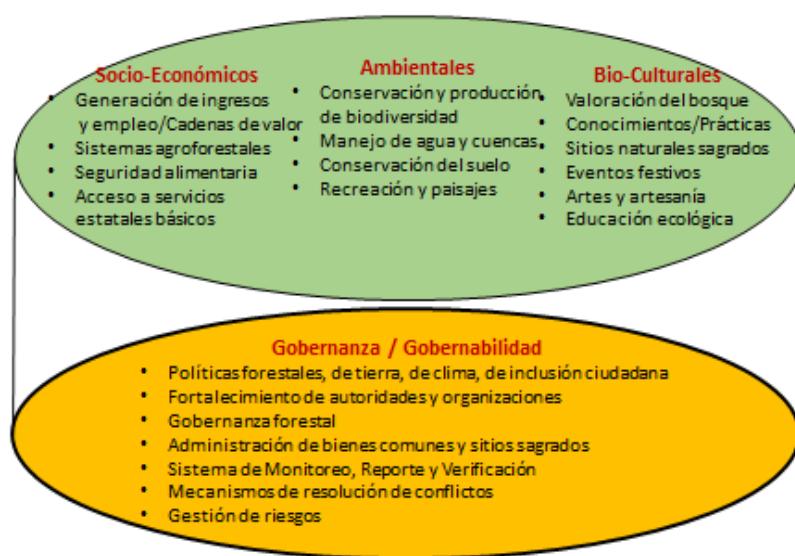 Socio-Económicos
• Generación de ingresos
y empleo/Cadenas de valor
• Sistemas agroforestales
• Seguridad alimentaria
• Acceso a servicios
estatales básicos
Ambientales
• Conservación y producción
de biodiversidad
• Manejo de agua y cuencas
• Conservación del suelo
• Recreación y paisajes
Bio-Culturales
• Valoración del bosque
• Conocimientos/Prácticas
• Sitios naturales sagrados
• Eventos festivos
• Artes y artesanía
• Educación ecológica
Gobernanza / Gobernabilidad
• Políticas forestales, de tierra, de clima, de inclusión ciudadana
• Fortalecimiento de autoridades y organizaciones
• Gobernanza forestal
• Administración de bienes comunes y sitios sagrados
• Sistema de Monitoreo, Reporte y Verificación
• Mecanismos de resolución de conflictos
• Gestión de riesgos